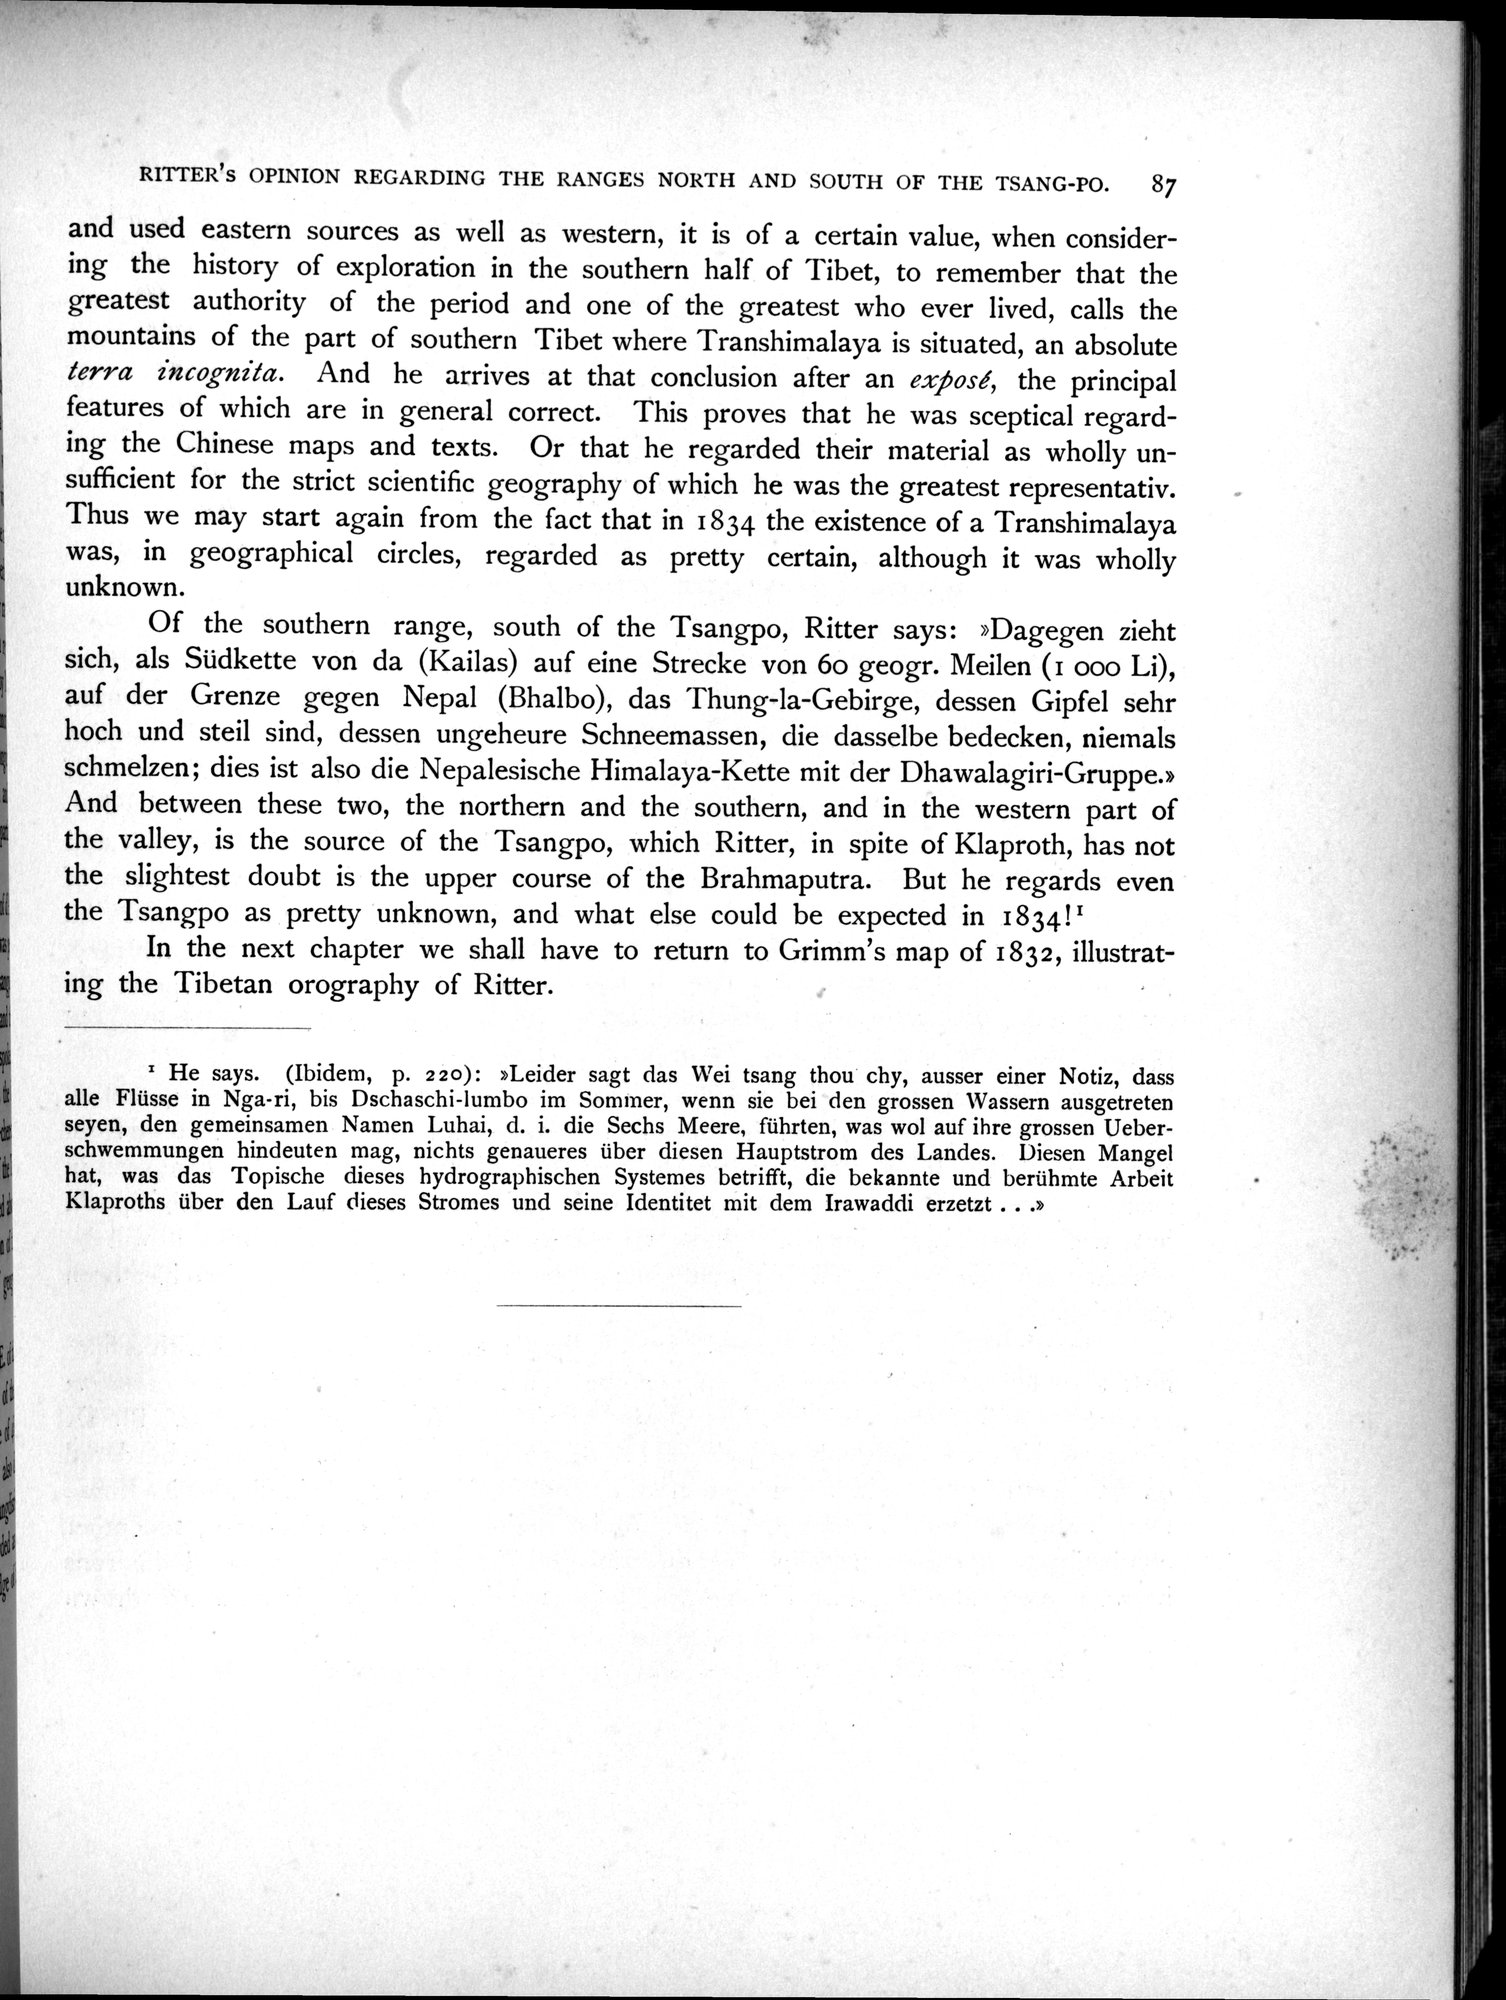 RITTER'S OPINION REGARDING THE RANGES NORTH AND SOUTH OF THE TSANG-PO. 87
and used eastern sources as well as western, it is of a certain value, when consider-
ing the history of exploration in the southern half of Tibet, to remember that the
greatest authority of the period and one of the greatest who ever lived, calls the
mountains of the part of southern Tibet where Transhimalaya is situated, an absolute
terra incognita. And he arrives at that conclusion after an exposé, the principal
features of which are in general correct. This proves that he was sceptical regard-
ing the Chinese maps and texts. Or that he regarded their material as wholly un-
sufficient for the strict scientific geography of which he was the greatest representativ.
Thus we may start again from the fact that in 1834 the existence of a Transhimalaya
was, in geographical circles, regarded as pretty certain, although it was wholly
unknown.
Of the southern range, south of the Tsangpo, Ritter says: »Dagegen zieht
sich, als Südkette von da (Kailas) auf eine Strecke von 60 geogr. Meilen (1 000 Li),
auf der Grenze gegen Nepal (Bhalbo), das Thung-la-Gebirge, dessen Gipfel sehr
hoch und steil sind, dessen ungeheure Schneemassen, die dasselbe bedecken, niemals
schmelzen; dies ist also die Nepalesische Himalaya-Kette mit der Dhawalagiri-Gruppe.»
And between these two, the northern and the southern, and in the western part of
the valley, is the source of the Tsangpo, which Ritter, in spite of Klaproth, has not
the slightest doubt is the upper course of the Brahmaputra. But he regards even
the Tsangpo as pretty unknown, and what else could be expected in 1834!¹
In the next chapter we shall have to return to Grimm's map of 1832, illustrat-
ing the Tibetan orography of Ritter.
¹ He says. (Ibidem, p. 220): »Leider sagt das Wei tsang thou chy, ausser einer Notiz, dass
alle Flüsse in Nga-ri, bis Dschaschi-lumbo im Sommer, wenn sie bei den grossen Wassern ausgetreten
seyen, den gemeinsamen Namen Luhai, d. i. die Sechs Meere, führten, was wol auf ihre grossen Ueber-
schwemmungen hindeuten mag, nichts genaueres über diesen Hauptstrom des Landes. Diesen Mangel
hat, was das Topische dieses hydrographischen Systemes betrifft, die bekannte und berühmte Arbeit
Klaproths über den Lauf dieses Stromes und seine Identitet mit dem Irawaddi erzetzt . . .»